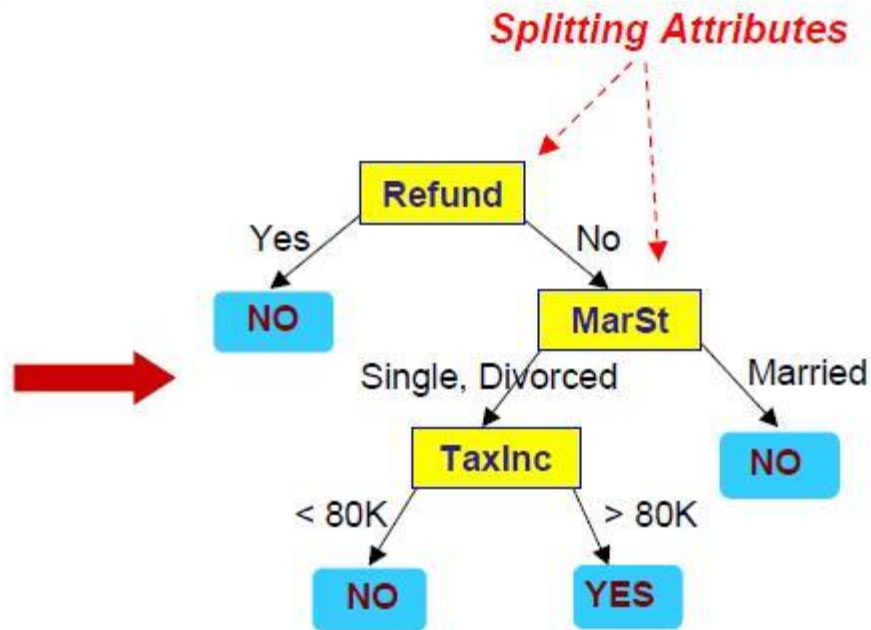 Splitting Attributes
Refund
Yes
No
NO
MarSt
Single, Divorced
Married
TaxInc
NO
< 80K
> 80K
NO
YES